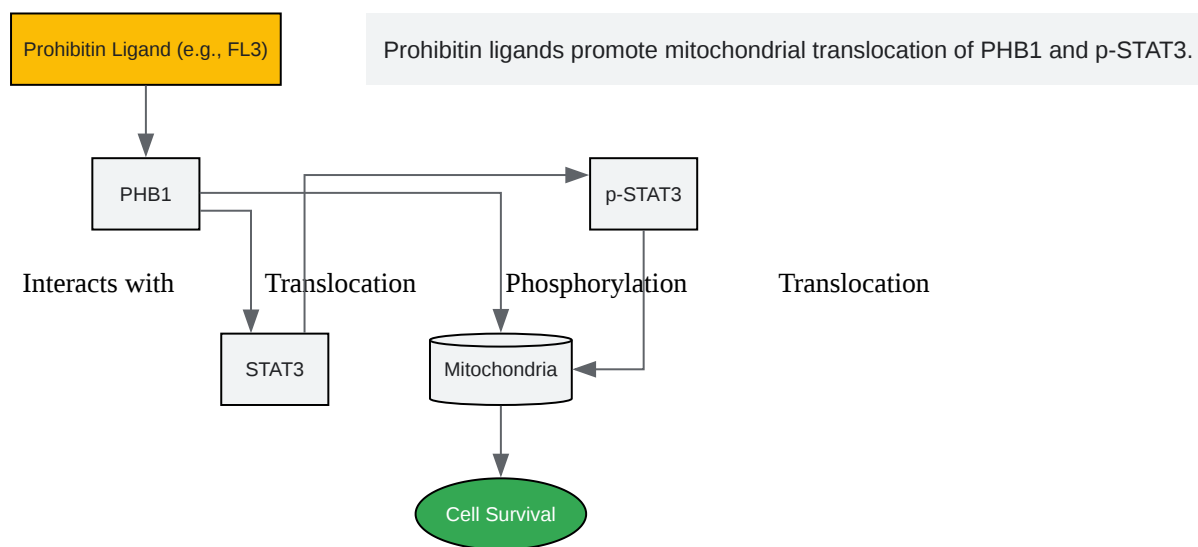 Prohibitin Ligand (e.g., FL3)
Prohibitin ligands promote mitochondrial translocation of PHB1 and p-STAT3.
PHB1
p-STAT3
Interacts with
Translocation
Phosphorylation
Translocation
STAT3
Mitochondria
Cell Survival